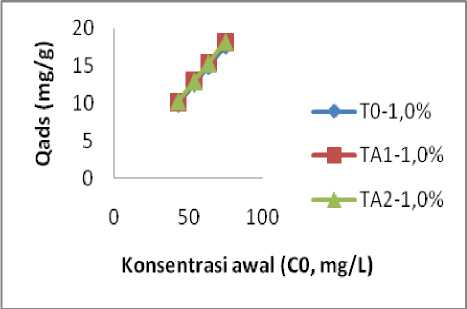 Qads (mg/g)
20
15
10
5
0
0 50 100
Konsentrasi awal (C0, mg/L)
T0-1,0%
TA1-1,0%
TA2-1,0%